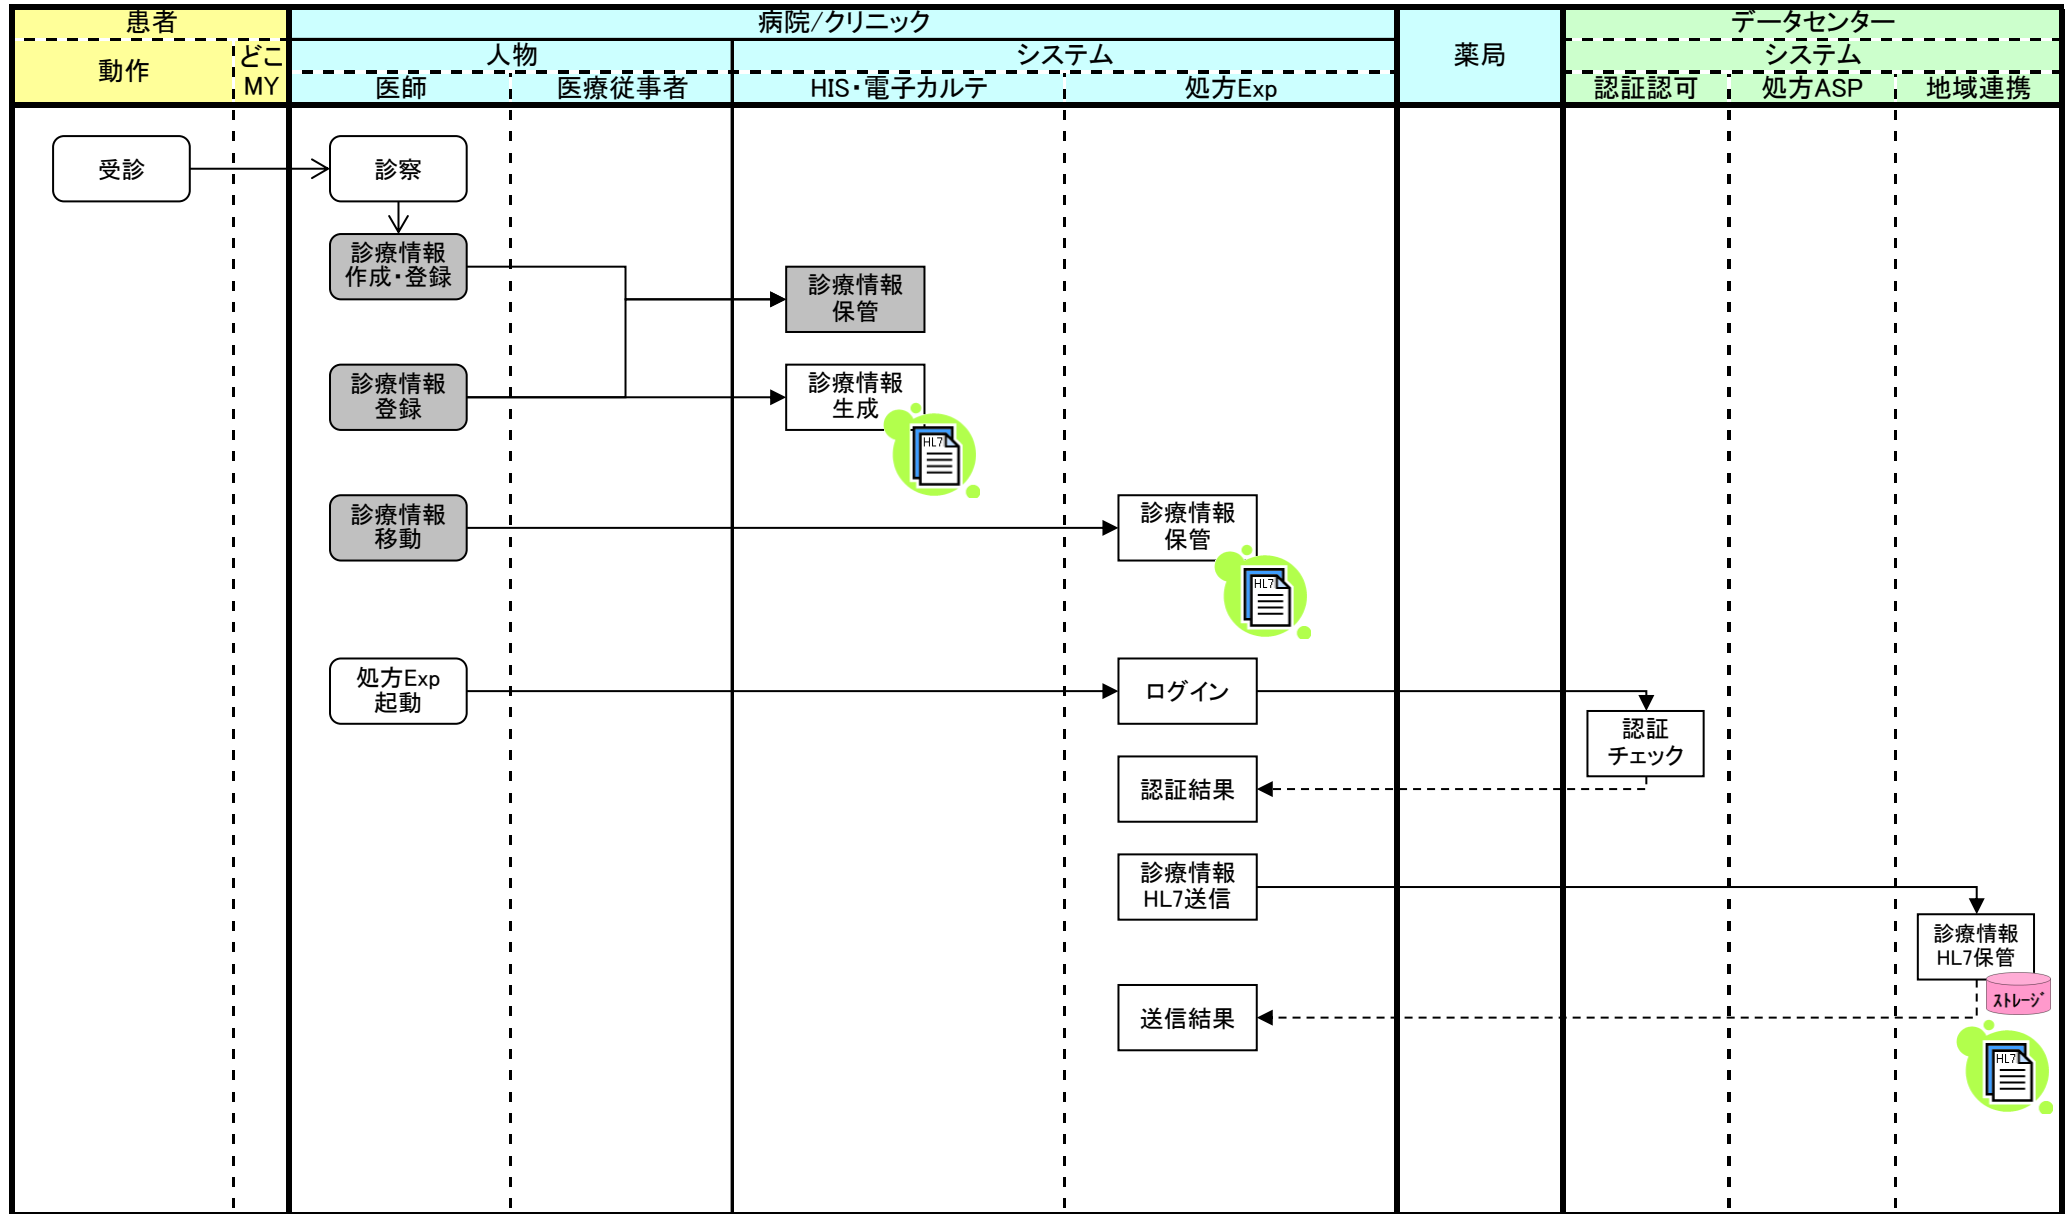 患者
病院/クリニック
薬局
データセンター
動作
どこ
MY
人物
システム
システム
医師
医療従事者
HIS・電子カルテ
処方Exp
認証認可
処方ASP
地域連携
受診
診察
診療情報
作成・登録
診療情報
保管
診療情報
登録
診療情報
生成
HL7
診療情報
移動
診療情報
保管
HL7
処方Exp
起動
ログイン
認証
チェック
認証結果
診療情報
HL7送信
診療情報
HL7保管
ｽﾄﾚｰｼﾞ
送信結果
HL7